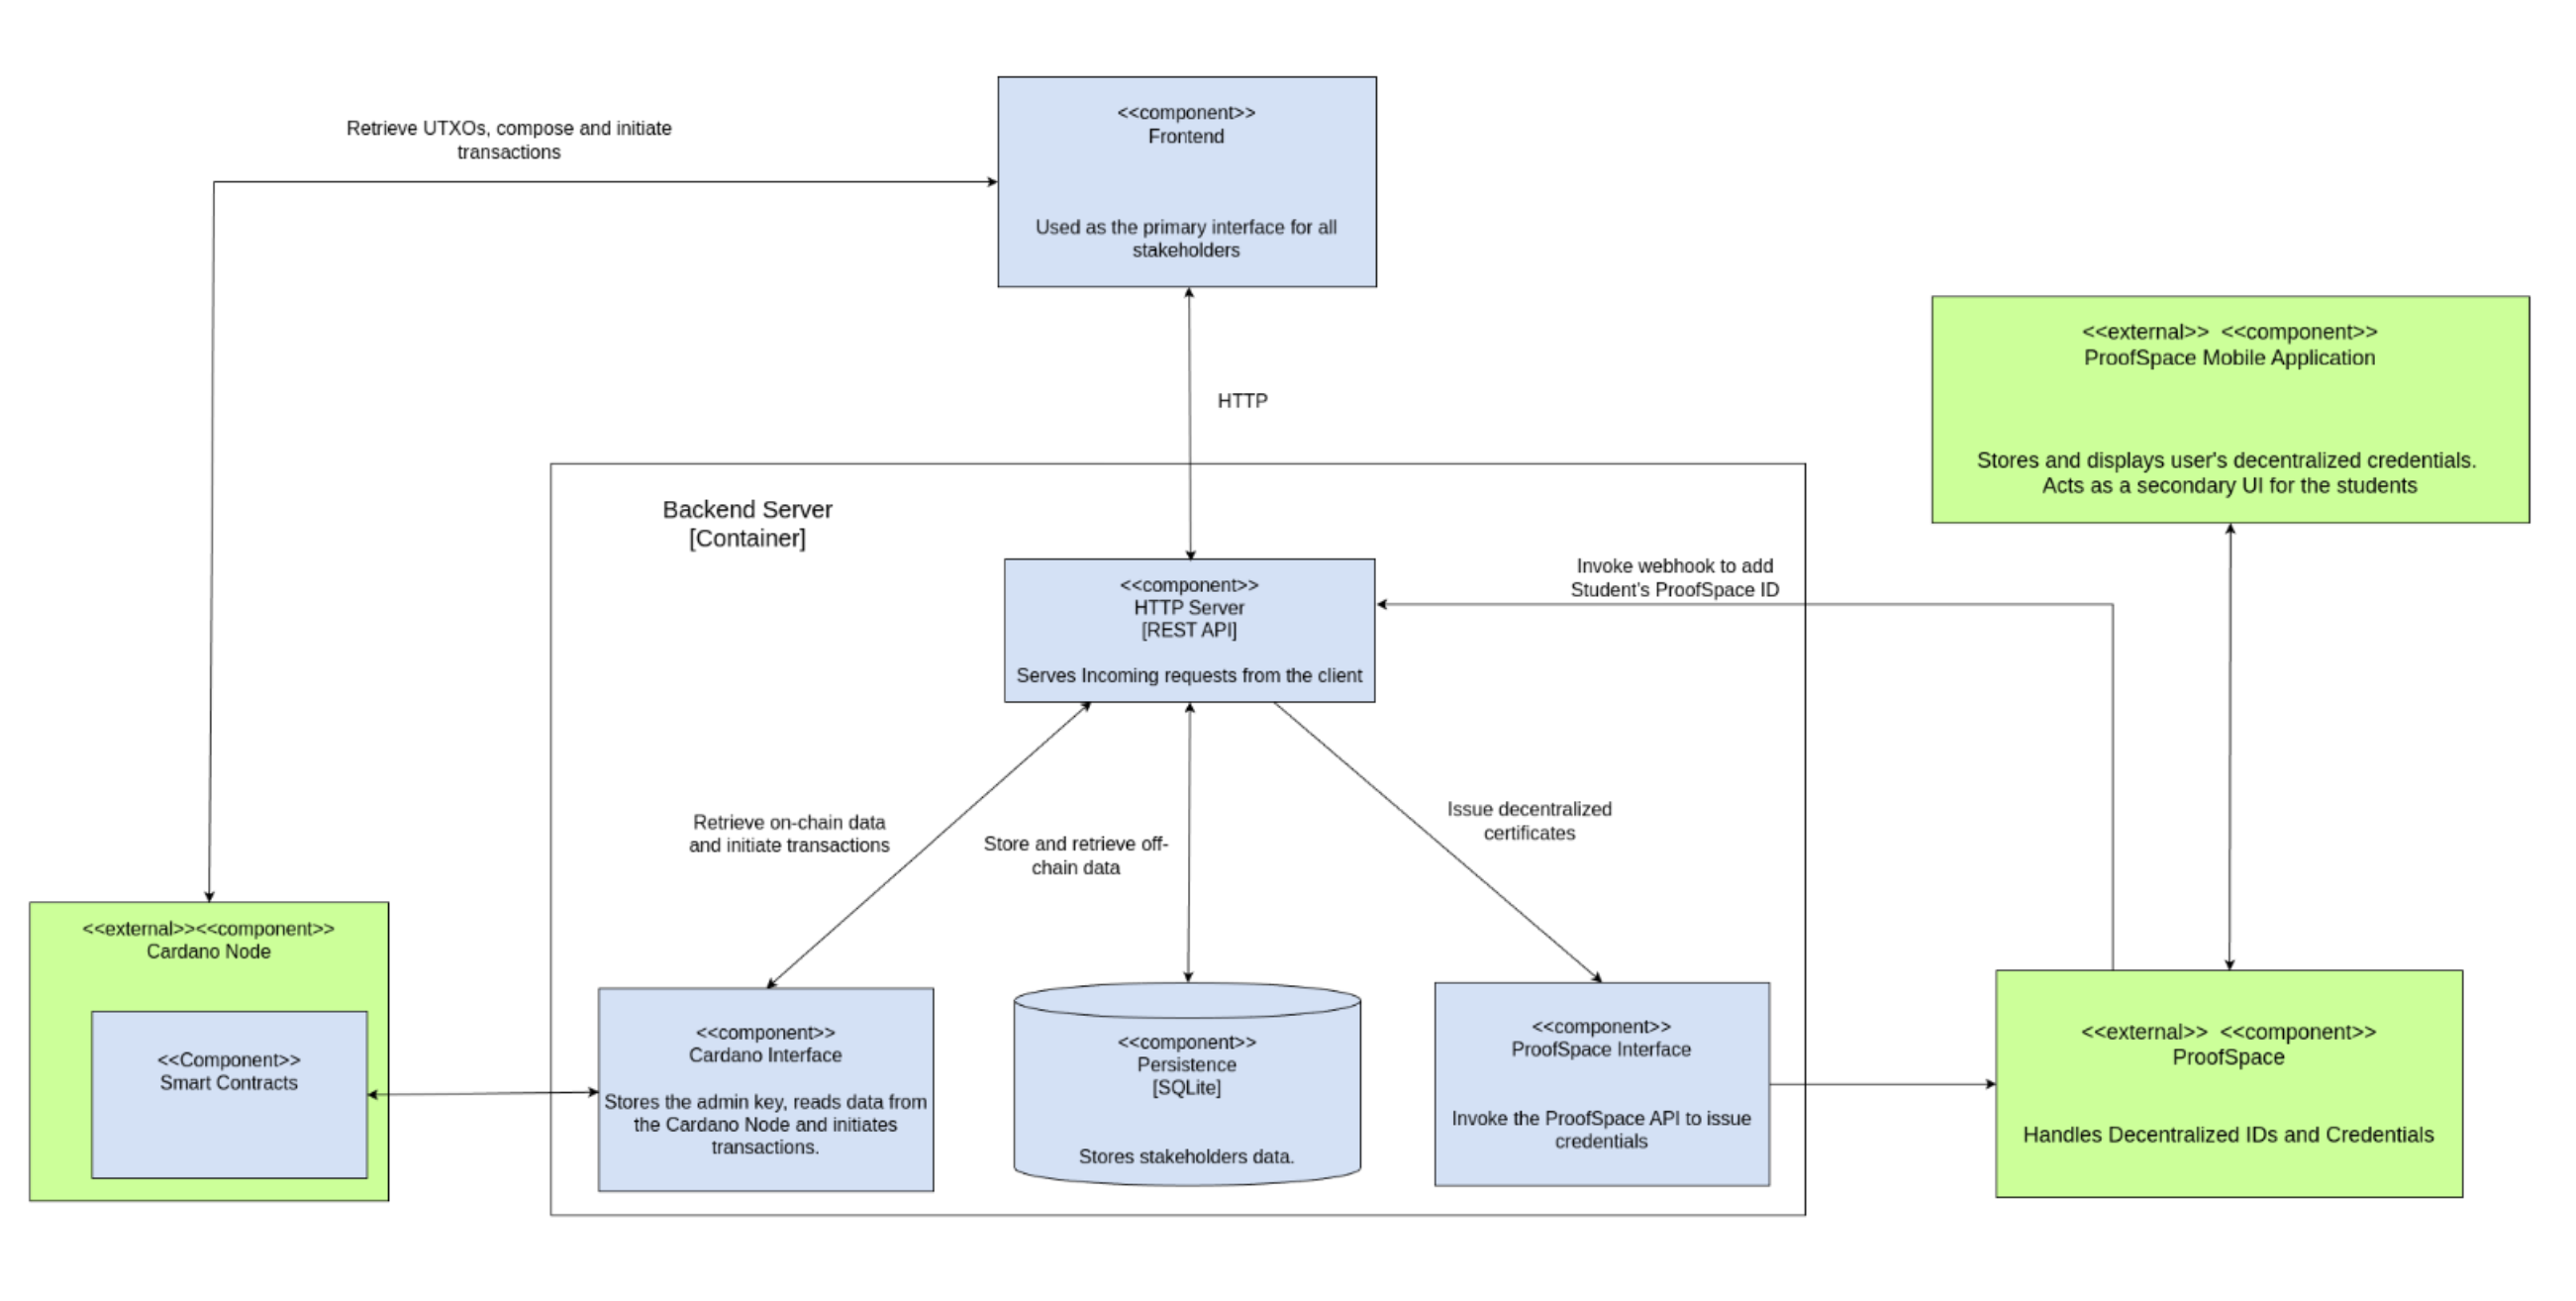 Retrieve UTXOs, compose and initiate
transactions
<<component>>
Frontend
Used as the primary interface for all
stakeholders
HTTP
<<external>> <<component>>
ProofSpace Mobile Application
Stores and displays user's decentralized credentials.
Acts as a secondary UI for the students
Backend Server
[Container]
<<component>>
HTTP Server
[REST API]
Serves Incoming requests from the client
Invoke webhook to add
Student's ProofSpace ID
Retrieve on-chain data
and initiate transactions
Store and retrieve off-
chain data
Issue decentralized
certificates
<<external>><<component>>
Cardano Node
<<Component>>
Smart Contracts
<<component>>
Cardano Interface
Stores the admin key, reads data from
the Cardano Node and initiates
transactions.
<<component>>
Persistence
[SQLite]
Stores stakeholders data.
<<component>>
ProofSpace Interface
Invoke the ProofSpace API to issue
credentials
<<external>> <<component>>
ProofSpace
Handles Decentralized IDs and Credentials